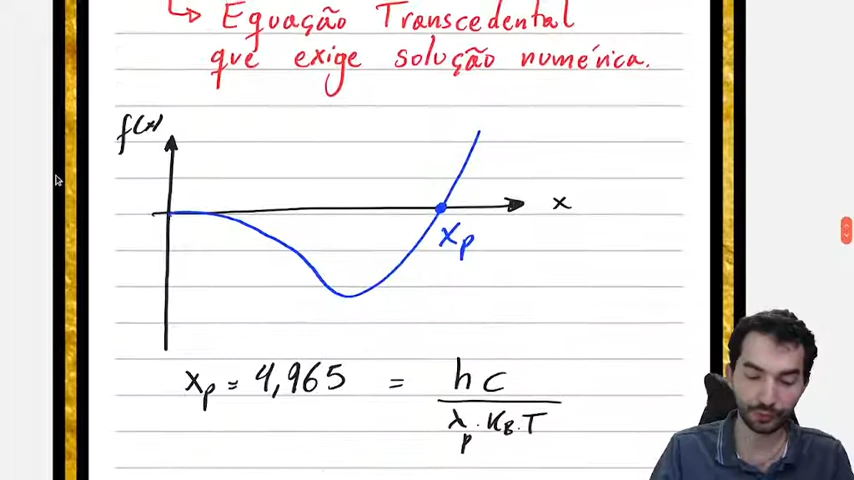 ↳ Equação Transcedental
que exige solução numérica.
f(x)
x
xp
xp = 4,965 = hc / λp . KB . T